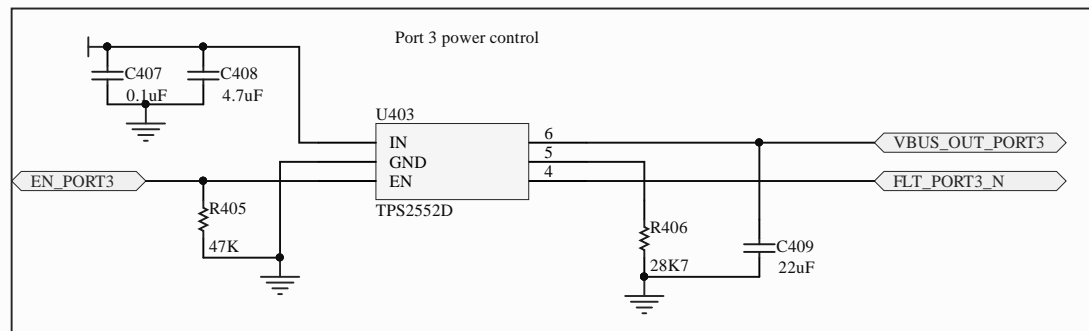 Port 3 power control
C407
0.1uF
C408
4.7uF
U403
IN
GND
EN
6
5
4
TPS2552D
VBUS_OUT_PORT3
EN_PORT3
FLT_PORT3_N
R405
47K
R406
28K7
C409
22uF